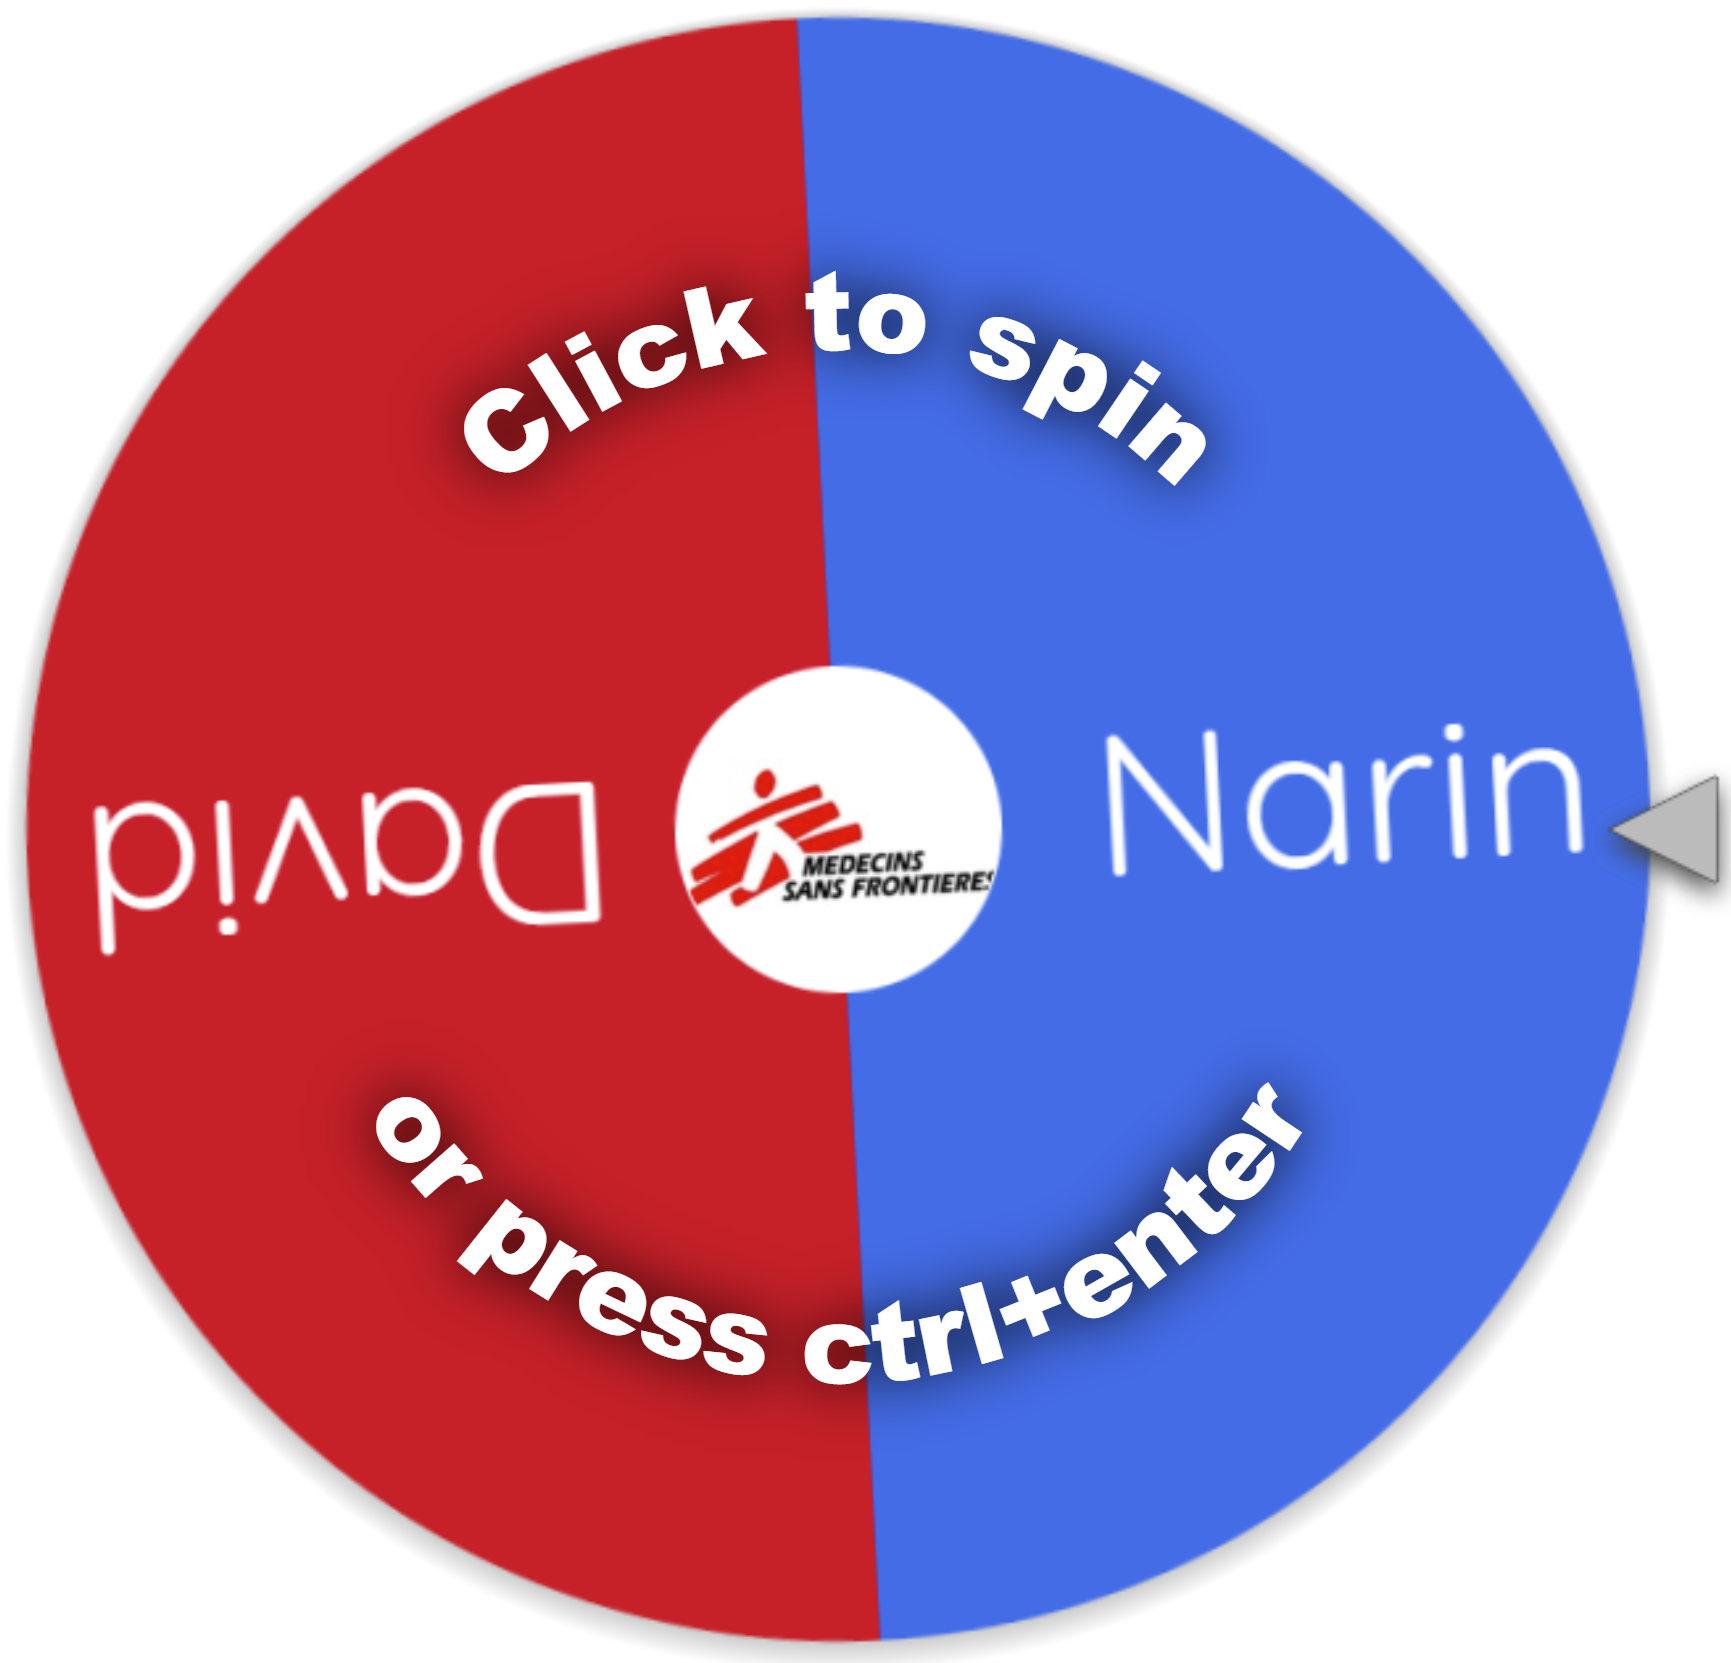 Click to spin
David
MEDECINS
SANS FRONTIERES
Narin
or press ctrl+enter